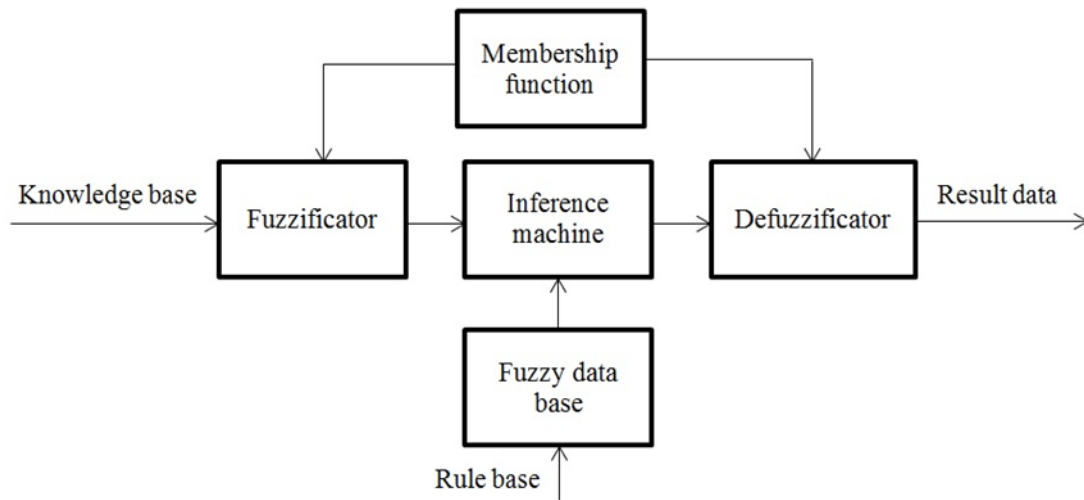 Membership
function
Knowledge base
Fuzzificator
Inference
machine
Defuzzificator
Result data
Fuzzy data
base
Rule base